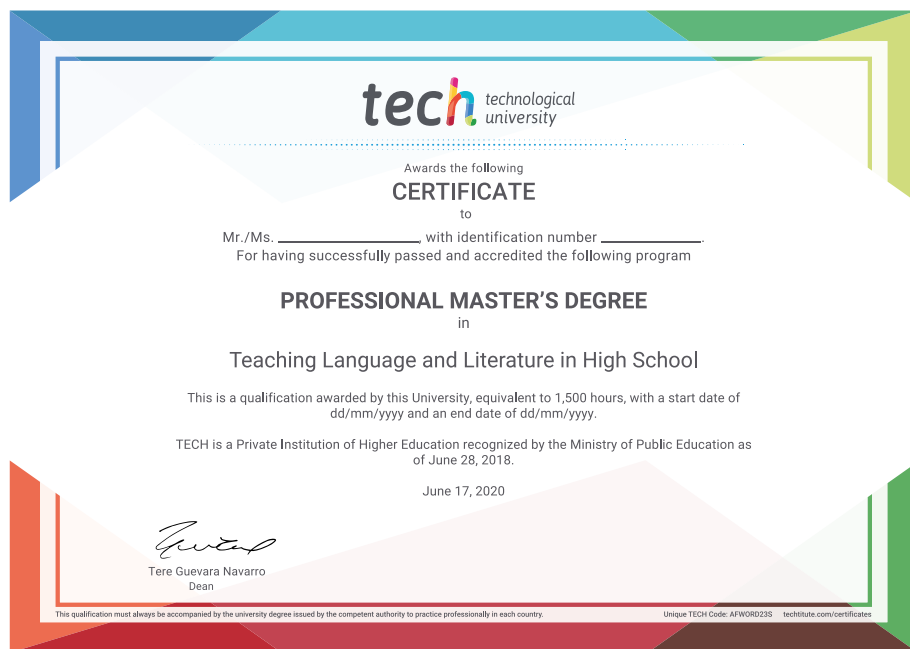 tech technological
university
Awards the following
CERTIFICATE
to
Mr./Ms. ____________, with identification number ____________.
For having successfully passed and accredited the following program
PROFESSIONAL MASTER'S DEGREE
in
Teaching Language and Literature in High School
This is a qualification awarded by this University, equivalent to 1,500 hours, with a start date of
dd/mm/yyyy and an end date of dd/mm/yyyy.
TECH is a Private Institution of Higher Education recognized by the Ministry of Public Education as
of June 28, 2018.
June 17, 2020
Tere Guevara Navarro
Dean
This qualification must always be accompanied by the university degree issued by the competent authority to practice professionally in each country. Unique TECH Code: AFWORD23S techtitute.com/certificates